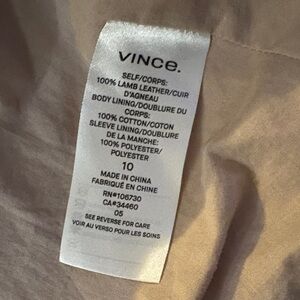 VINCE.
SELF/CORPS:
100% LAMB LEATHER/CUIR
D'AGNEAU
BODY LINING/DOUBLURE DU
CORPS:
100% COTTON/COTON
SLEEVE LINING/DOUBLURE
DE LA MANCHE:
100% POLYESTER/
POLYESTER
10
MADE IN CHINA
FABRIQUÉ EN CHINE
RN#106730
CA#34460
05
SEE REVERSE FOR CARE
VOIR AU VERSO POUR LES SOINS